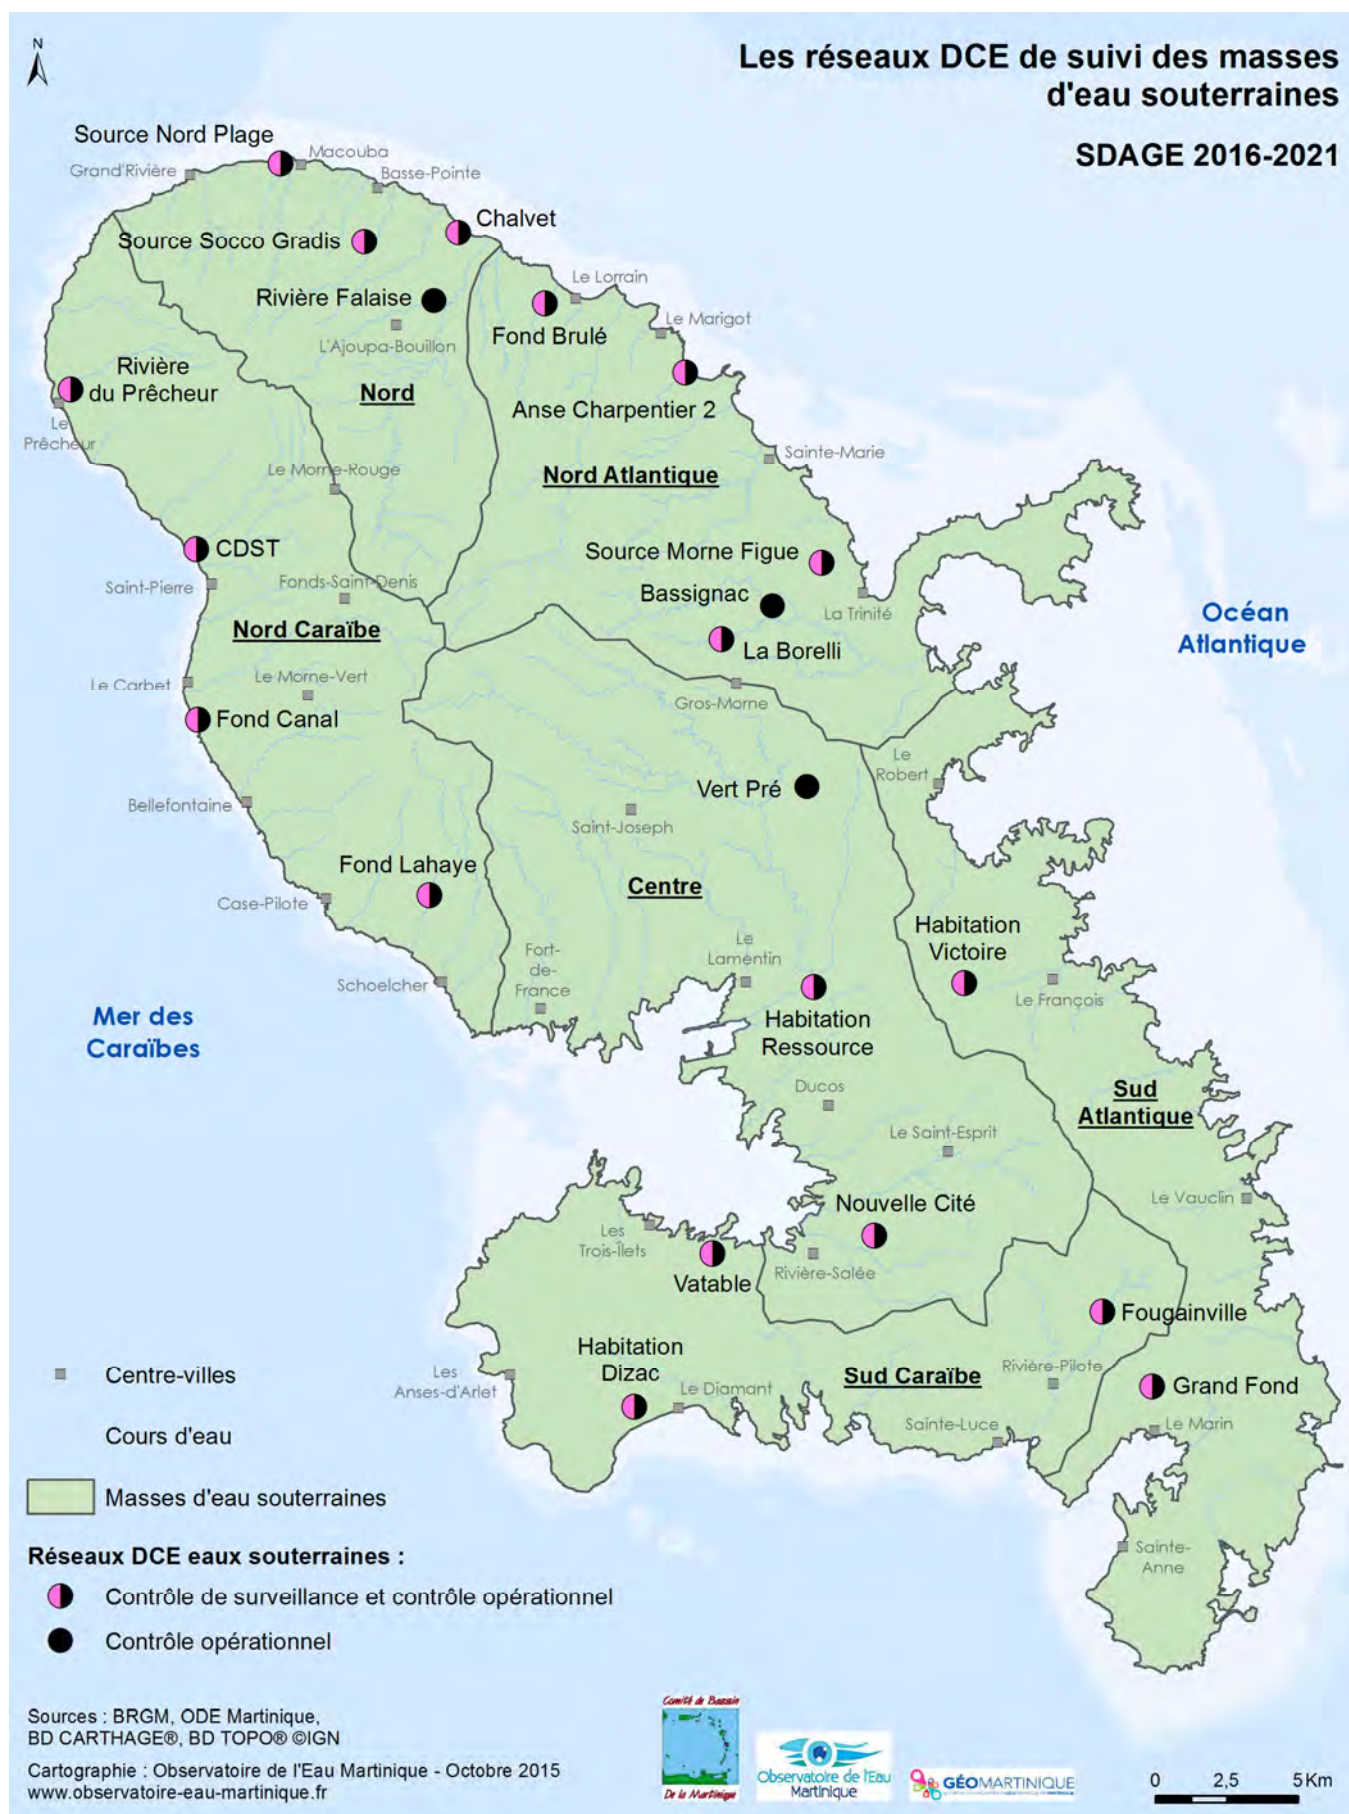 N
Les réseaux DCE de suivi des masses
d'eau souterraines
SDAGE 2016-2021
Source Nord Plage
Macouba
Grand'Rivière
Basse-Pointe
Chalvet
Source Socco Gradis
Le Lorrain
Rivière Falaise
Le Marigot
Fond Brulé
L'Ajoupa-Bouillon
Rivière
du Prêcheur
Nord
Anse Charpentier 2
Le
Prêcheur
Sainte-Marie
Le Morne-Rouge
Nord Atlantique
CDST
Source Morne Figue
Saint-Pierre
Fonds-Saint-Denis
Bassignac
La Trinité
Océan
Atlantique
Nord Caraïbe
La Borelli
Le Carbet
Le Morne-Vert
Gros-Morne
Fond Canal
Le
Robert
Vert Pré
Bellefontaine
Saint-Joseph
Fond Lahaye
Centre
Case-Pilote
Habitation
Victoire
Le
Lamentin
Fort-
de-
France
Schoelcher
Le François
Mer des
Caraïbes
Habitation
Ressource
Ducos
Sud
Atlantique
Le Saint-Esprit
Le Vauclin
Nouvelle Cité
Les
Trois-Îlets
Rivière-Salée
Vatable
Fougainville
Habitation
Dizac
Les
Anses-d'Arlet
Rivière-Pilote
Sud Caraïbe
Grand Fond
Le Diamant
Sainte-Luce
Le Marin
Sainte-
Anne
Centre-villes
Cours d'eau
Masses d'eau souterraines
Réseaux DCE eaux souterraines :
Contrôle de surveillance et contrôle opérationnel
Contrôle opérationnel
Sources : BRGM, ODE Martinique,
BD CARTHAGE®, BD TOPO® ©IGN
Cartographie : Observatoire de l'Eau Martinique - Octobre 2015
www.observatoire-eau-martinique.fr
Comité de Bassin
De la Martinique
Observatoire de l'Eau
Martinique
GÉOMARTINIQUE
0 2,5 5 Km